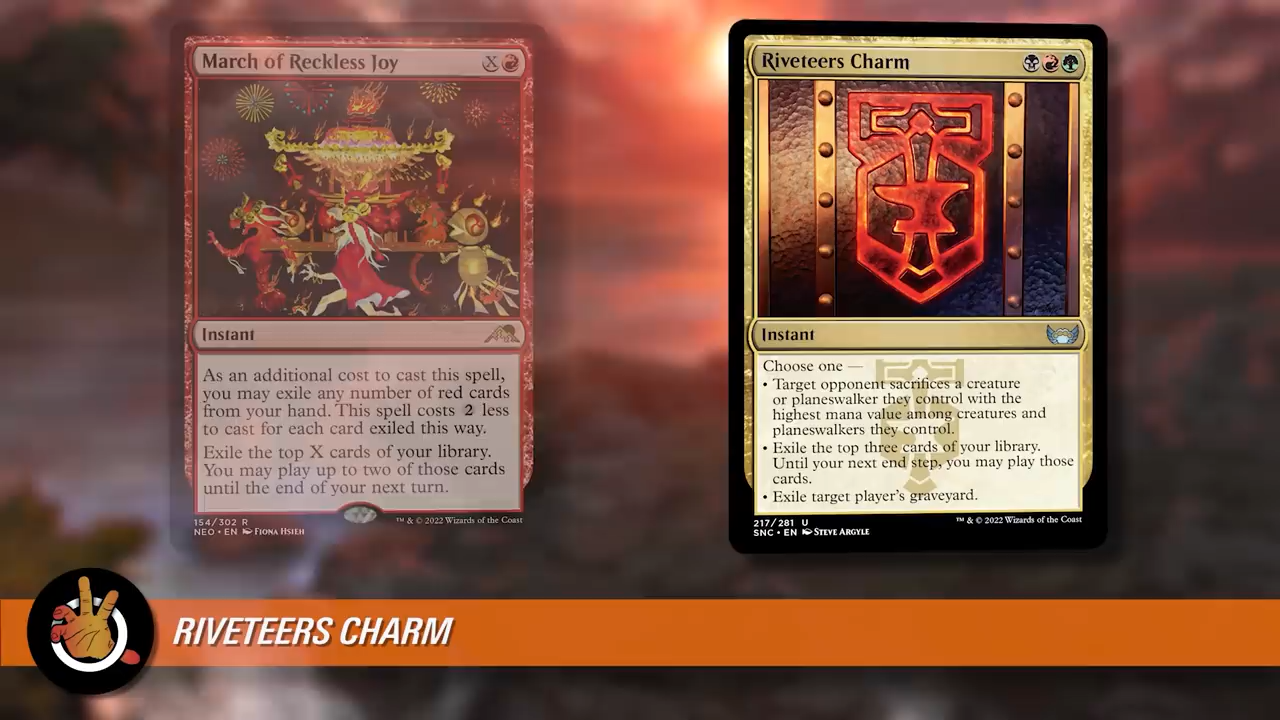 March of Reckless Joy
X
Instant
As an additional cost to cast this spell,
you may exile any number of red cards
from your hand. This spell costs 2 less
to cast for each card exiled this way.
Exile the top X cards of your library.
You may play up to two of those cards
until the end of your next turn.
154/302 R
NEO • EN Fiona Hsieh
™ & © 2022 Wizards of the Coast
Riveteers Charm
Instant
Choose one —
• Target opponent sacrifices a creature
or planeswalker they control with the
highest mana value among creatures and
planeswalkers they control.
• Exile the top three cards of your library.
Until your next end step, you may play those
cards.
• Exile target player's graveyard.
217/281 U
SNC • EN Steve Argyle
™ & © 2022 Wizards of the Coast
RIVETEERS CHARM